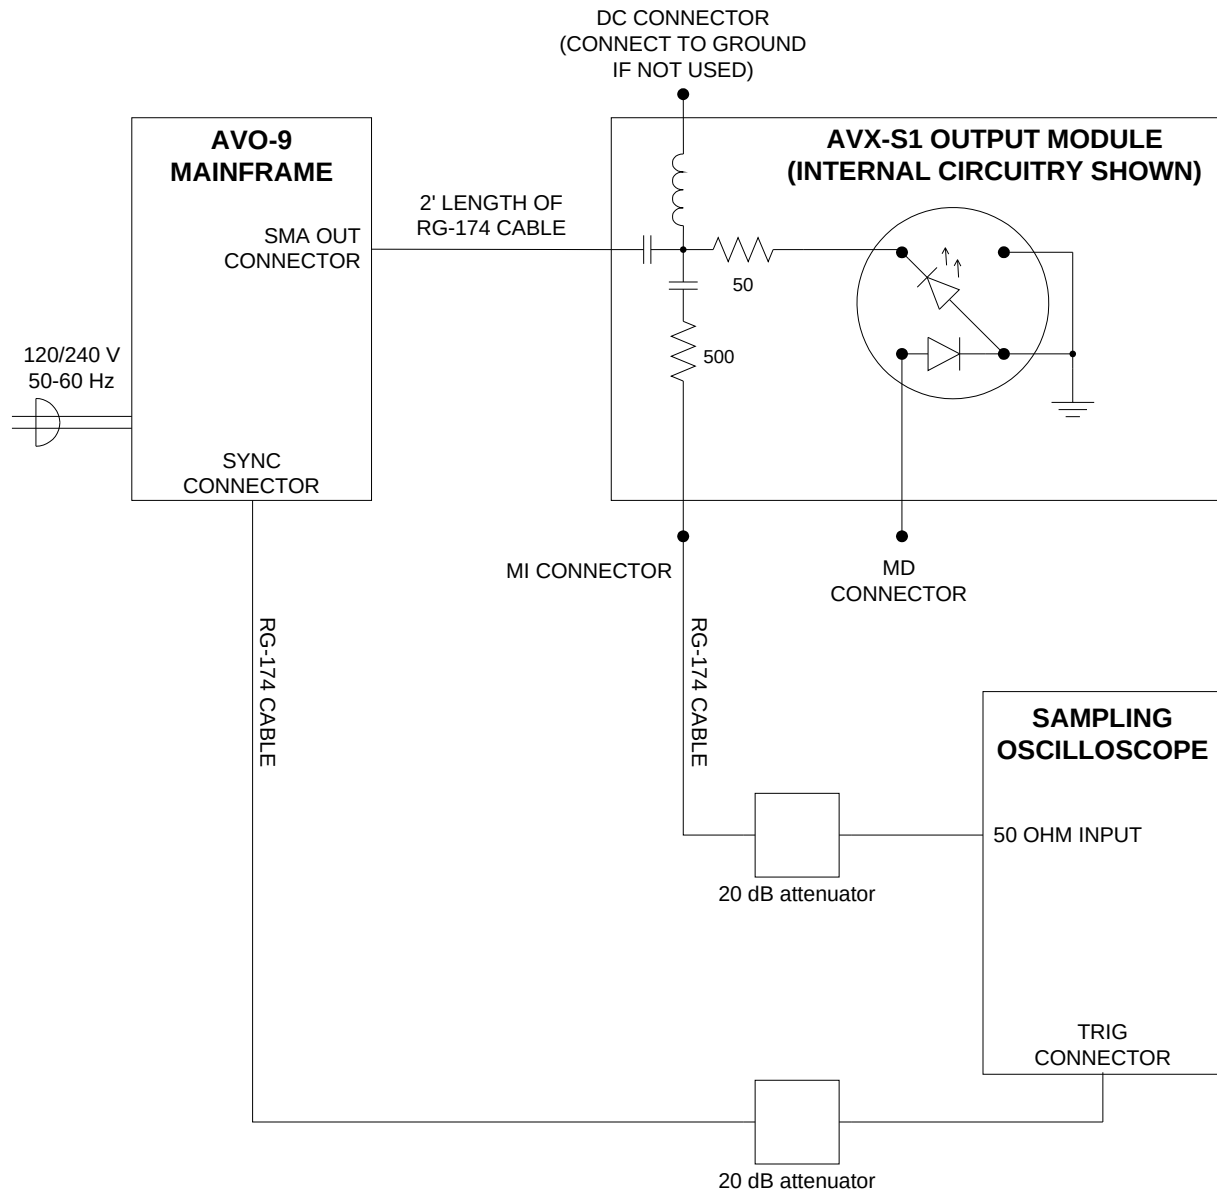 DC CONNECTOR
(CONNECT TO GROUND
IF NOT USED)
AVO-9
MAINFRAME
AVX-S1 OUTPUT MODULE
(INTERNAL CIRCUITRY SHOWN)
2' LENGTH OF
RG-174 CABLE
SMA OUT
CONNECTOR
50
500
120/240 V
50-60 Hz
SYNC
CONNECTOR
MI CONNECTOR
MD
CONNECTOR
RG-174 CABLE
RG-174 CABLE
SAMPLING
OSCILLOSCOPE
50 OHM INPUT
20 dB attenuator
TRIG
CONNECTOR
20 dB attenuator